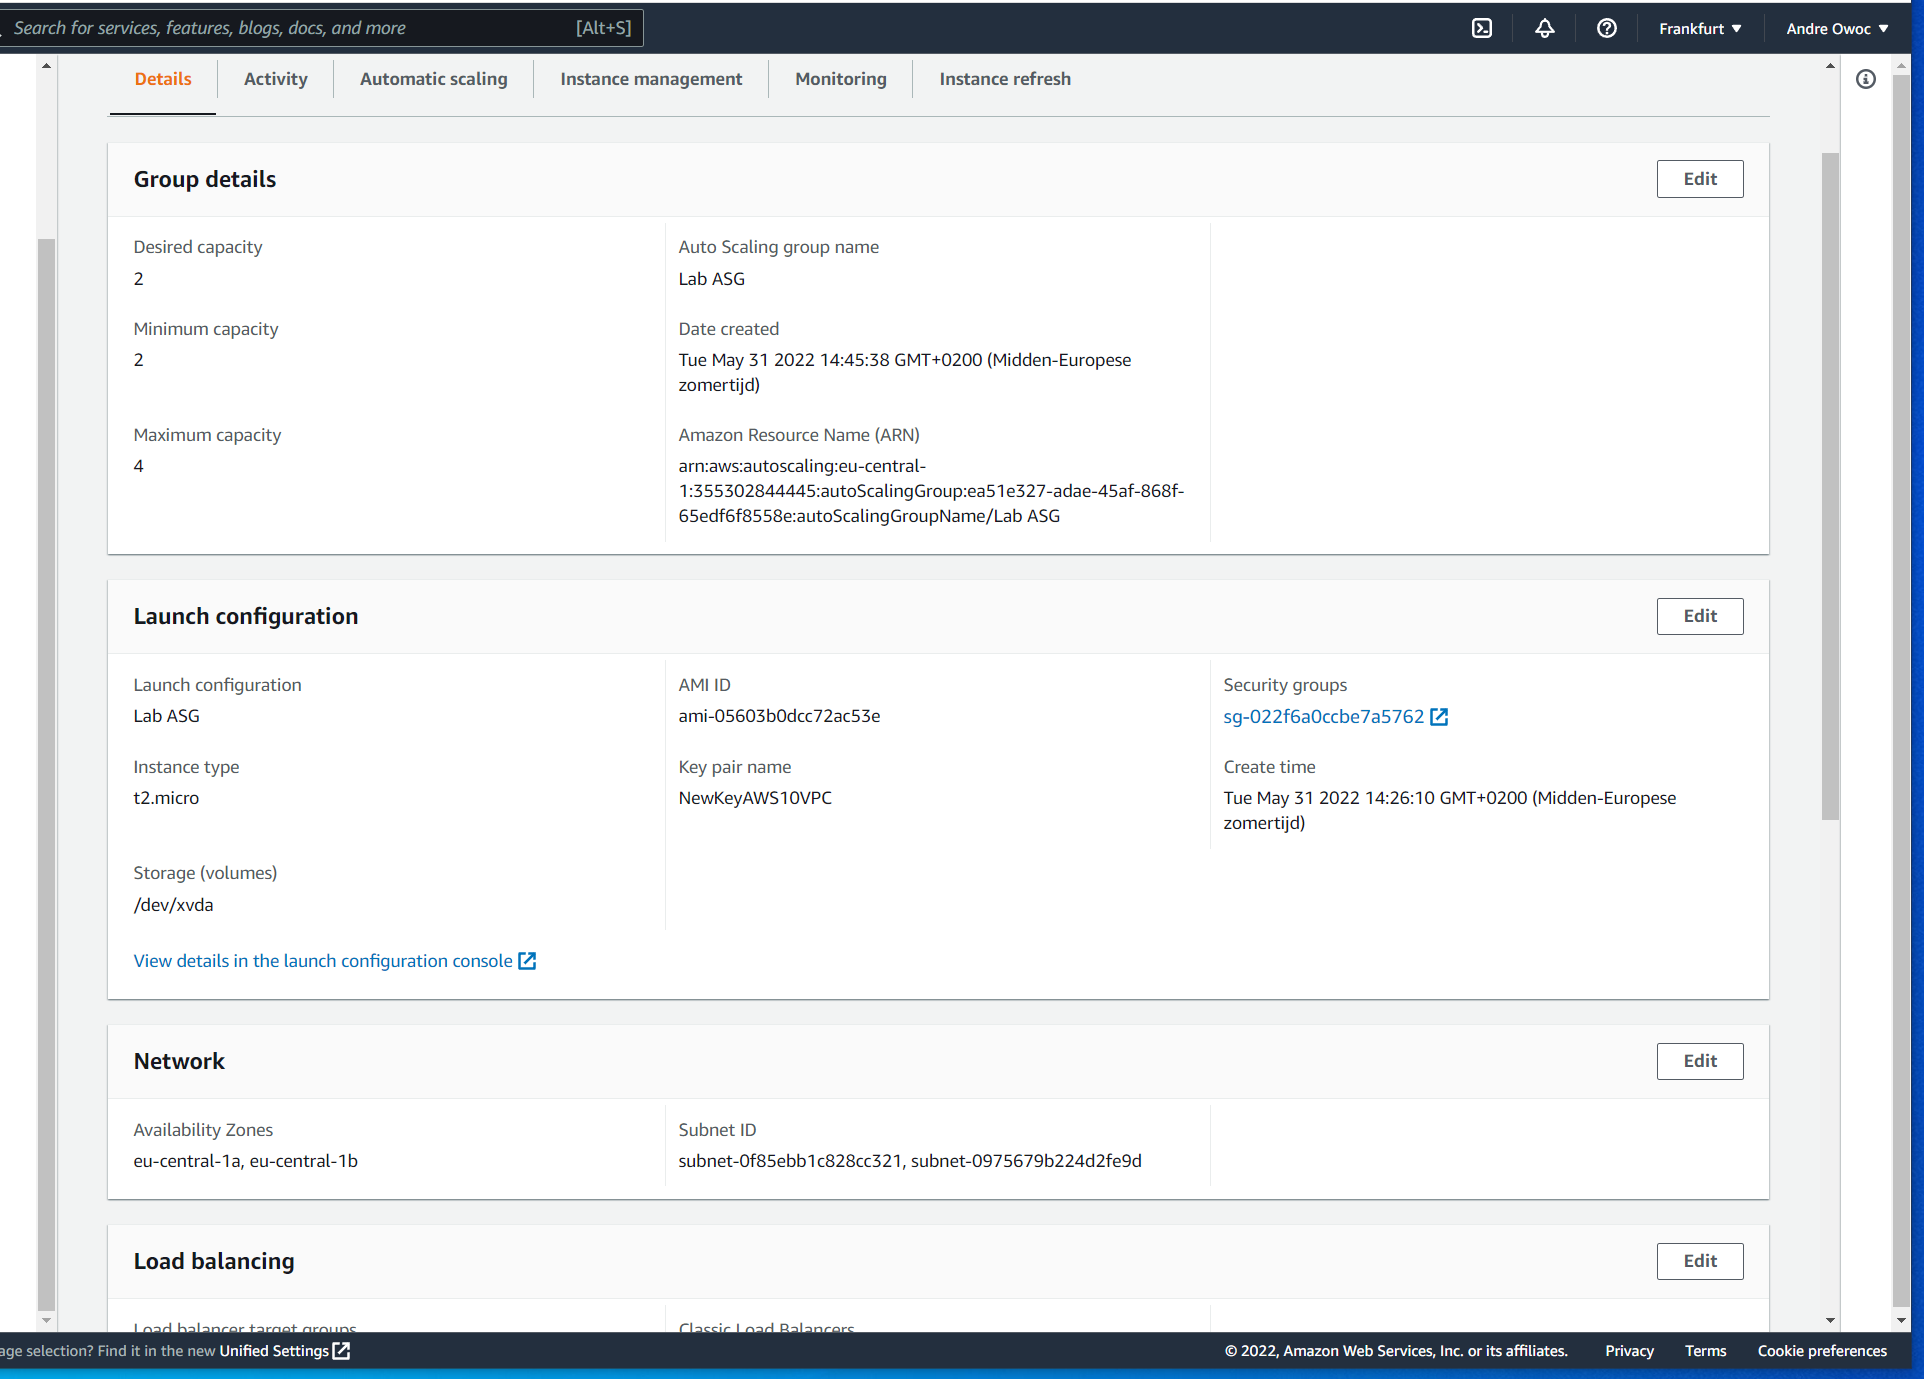 Search for services, features, blogs, docs, and more [Alt+S] Frankfurt ▼ Andre Owoc ▼
Details Activity Automatic scaling Instance management Monitoring Instance refresh
Group details Edit
Desired capacity
2
Auto Scaling group name
Lab ASG
Minimum capacity
2
Date created
Tue May 31 2022 14:45:38 GMT+0200 (Midden-Europese
zomertijd)
Maximum capacity
4
Amazon Resource Name (ARN)
arn:aws:autoscaling:eu-central-
1:355302844445:autoScalingGroup:ea51e327-adae-45af-868f-
65edf6f8558e:autoScalingGroupName/Lab ASG
Launch configuration Edit
Launch configuration
Lab ASG
AMI ID
ami-05603b0dcc72ac53e
Security groups
sg-022f6a0ccbe7a5762
Instance type
t2.micro
Key pair name
NewKeyAWS10VPC
Create time
Tue May 31 2022 14:26:10 GMT+0200 (Midden-Europese
zomertijd)
Storage (volumes)
/dev/xvda
View details in the launch configuration console
Network Edit
Availability Zones
eu-central-1a, eu-central-1b
Subnet ID
subnet-0f85ebb1c828cc321, subnet-0975679b224d2fe9d
Load balancing Edit
Load balancer target groups
Classic Load Balancers
age selection? Find it in the new Unified Settings © 2022, Amazon Web Services, Inc. or its affiliates. Privacy Terms Cookie preferences